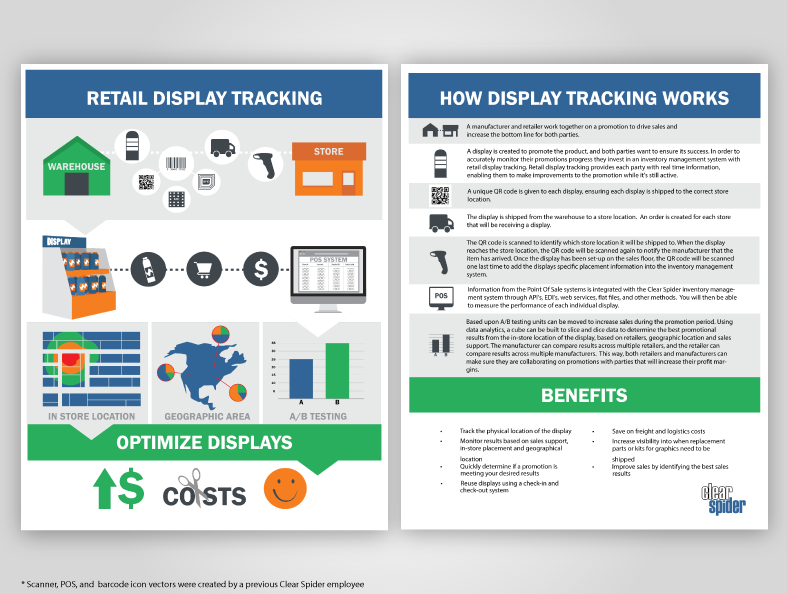 RETAIL DISPLAY TRACKING
WAREHOUSE
STORE
DISPLAY
POS SYSTEM
IN STORE LOCATION
GEOGRAPHIC AREA
A
B
A/B TESTING
OPTIMIZE DISPLAYS
$
COSTS
HOW DISPLAY TRACKING WORKS
A manufacturer and retailer work together on a promotion to drive sales and
increase the bottom line for both parties.
A display is created to promote the product, and both parties want to ensure its success. In order to
accurately monitor their promotions progress they invest in an inventory management system with
retail display tracking. Retail display tracking provides each party with real time information,
enabling them to make improvements to the promotion while it's still active.
A unique QR code is given to each display, ensuring each display is shipped to the correct store
location.
The display is shipped from the warehouse to a store location. An order is created for each store
that will be receiving a display.
The QR code is scanned to identify which store location it will be shipped to. When the display
reaches the store location, the QR code will be scanned again to notify the manufacturer that the
item has arrived. Once the display has been set-up on the sales floor, the QR code will be scanned
one last time to add the displays specific placement information into the inventory management
system.
POS
Information from the Point Of Sale systems is integrated with the Clear Spider inventory manage-
ment system through API's, EDI's, web services, flat files, and other methods. You will then be able
to measure the performance of each individual display.
A B
Based upon A/B testing units can be moved to increase sales during the promotion period. Using
data analytics, a cube can be built to slice and dice data to determine the best promotional
results from the in-store location of the display, based on retailers, geographic location and sales
support. The manufacturer can compare results across multiple retailers, and the retailer can
compare results across multiple manufacturers. This way, both retailers and manufacturers can
make sure they are collaborating on promotions with parties that will increase their profit mar-
gins.
BENEFITS
• Track the physical location of the display
• Monitor results based on sales support,
in-store placement and geographical
location
• Quickly determine if a promotion is
meeting your desired results
• Reuse displays using a check-in and
check-out system
• Save on freight and logistics costs
• Increase visibility into when replacement
parts or kits for graphics need to be
shipped
• Improve sales by identifying the best sales
results
clear
spider
* Scanner, POS, and barcode icon vectors were created by a previous Clear Spider employee